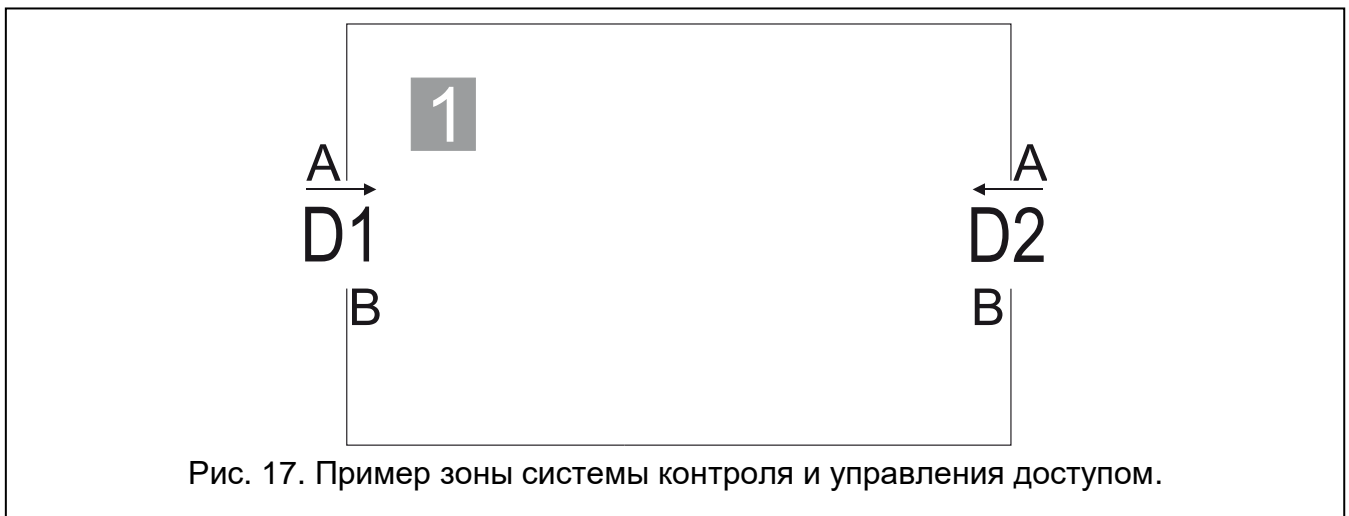 1
A A
D1 D2
B B
Рис. 17. Пример зоны системы контроля и управления доступом.